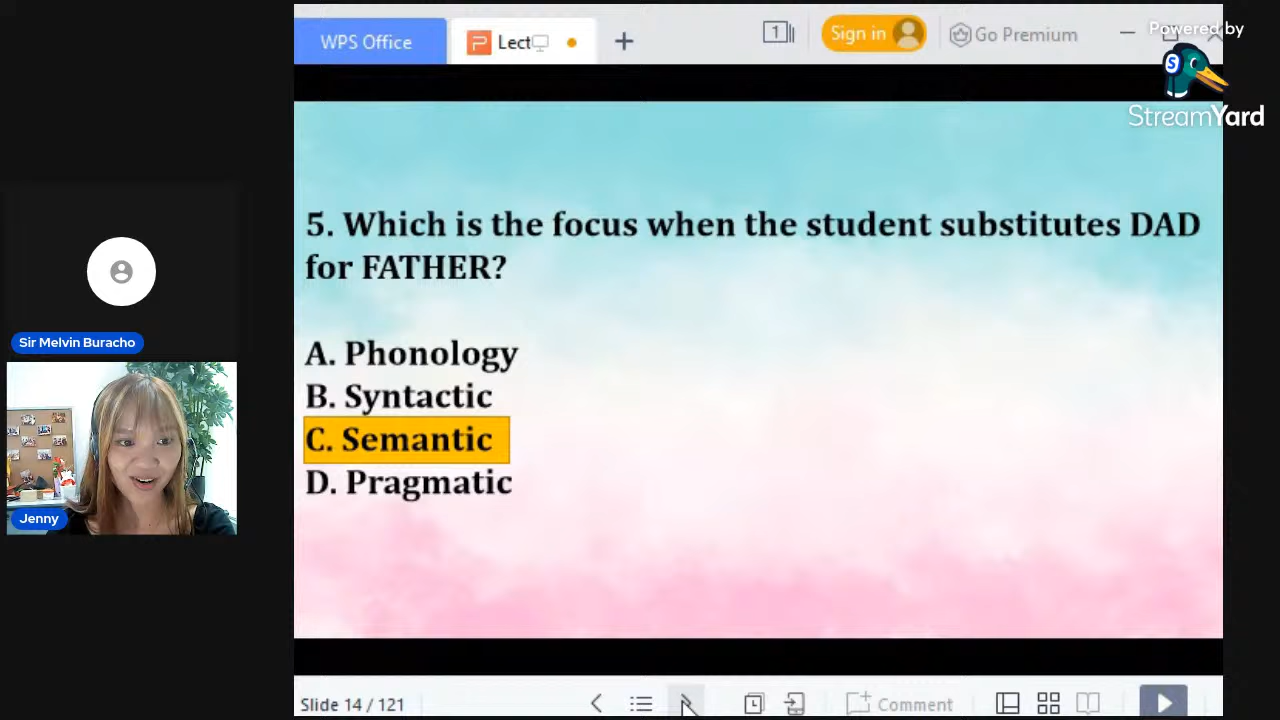 WPS Office
Lect
1
Sign in
Go Premium
Powered by
StreamYard
5. Which is the focus when the student substitutes DAD
for FATHER?
A. Phonology
B. Syntactic
C. Semantic
D. Pragmatic
Sir Melvin Buracho
Jenny
Slide 14 / 121
Comment